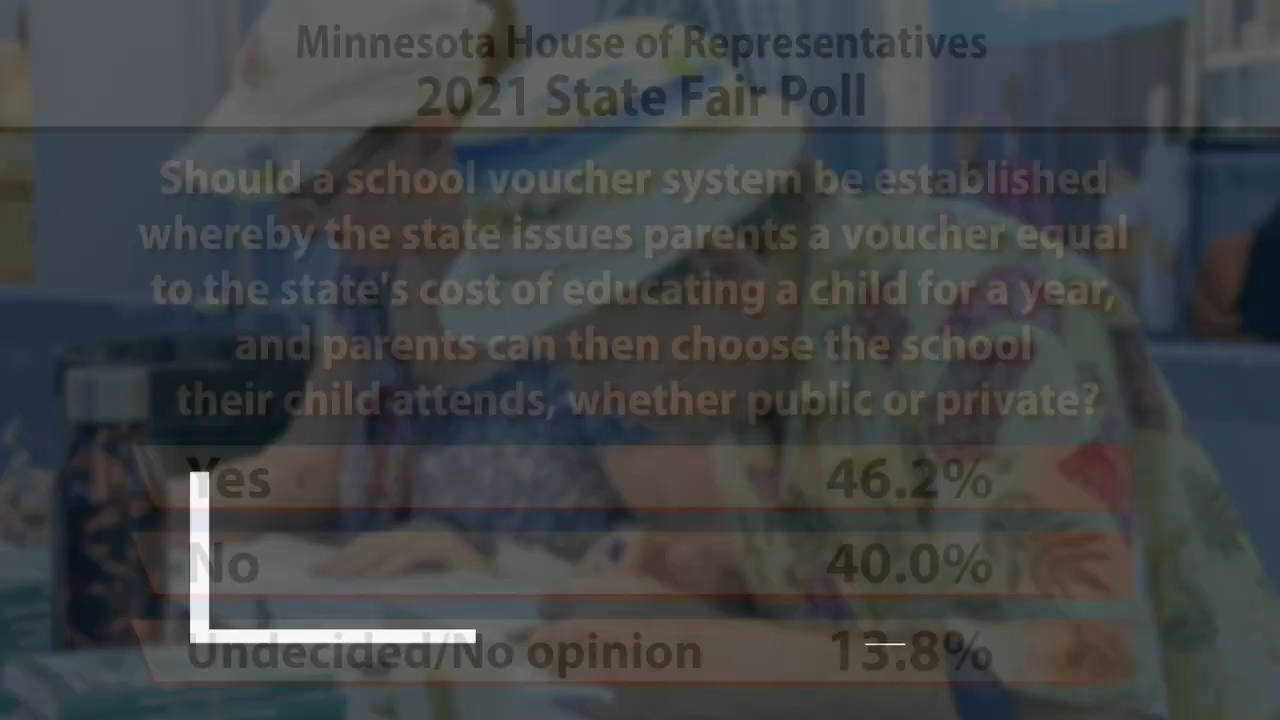 Minnesota House of Representatives
2021 State Fair Poll
Should a school voucher system be established
whereby the state issues parents a voucher equal
to the state's cost of educating a child for a year,
and parents can then choose the school
their child attends, whether public or private?
Yes 46.2%
No 40.0%
Undecided/No opinion 13.8%